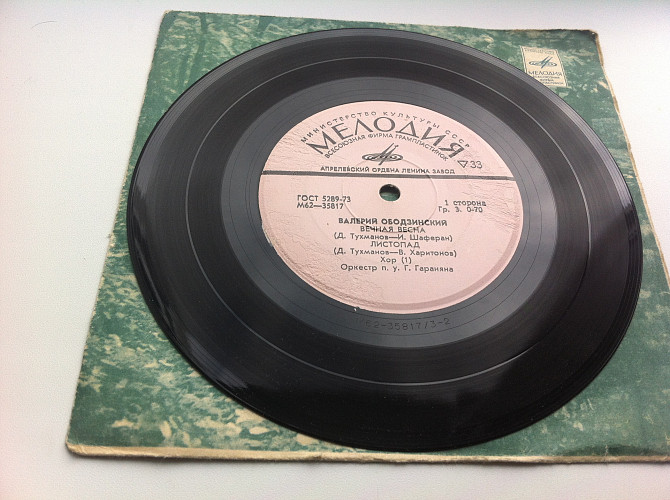 МИНИСТЕРСТВО КУЛЬТУРЫ СССР
МЕЛОДИЯ
ВСЕСОЮЗНАЯ ФИРМА ГРАМПЛАСТИНОК
33
АПРЕЛЕВСКИЙ ОРДЕНА ЛЕНИНА ЗАВОД
ГОСТ 5289-73
М62—35817
1 сторона
Гр. 3. 0-70
ВАЛЕРИЙ ОБОДЗИНСКИЙ
ВЕЧНАЯ ВЕСНА
(Д. Тухманов—И. Шаферан)
ЛИСТОПАД
(Д. Тухманов—В. Харитонов)
Хор (1)
Оркестр п. у. Г. Гараняна
62-35817/3-2
МЕЛОДИЯ